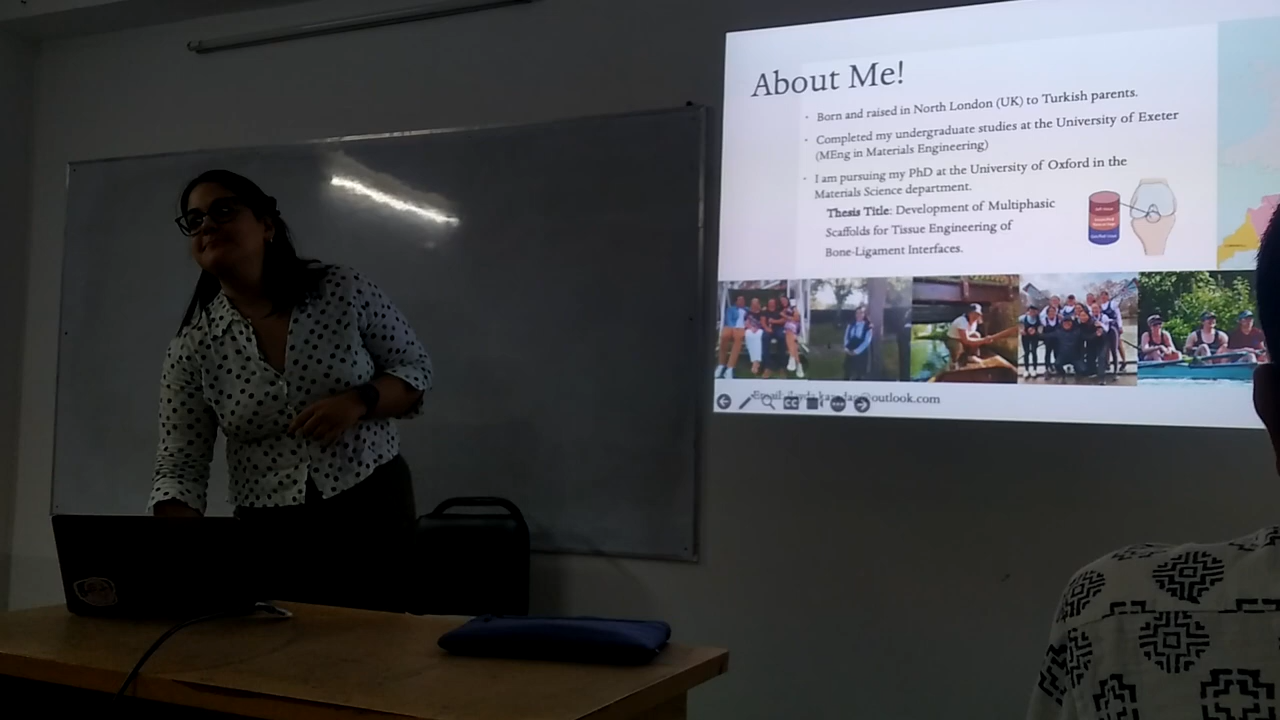 About Me!
Born and raised in North London (UK) to Turkish parents.
Completed my undergraduate studies at the University of Exeter
(MEng in Materials Engineering)
I am pursuing my PhD at the University of Oxford in the
Materials Science department.
Thesis Title: Development of Multiphasic
Scaffolds for Tissue Engineering of
Bone-Ligament Interfaces.
Email: @outlook.com
CC